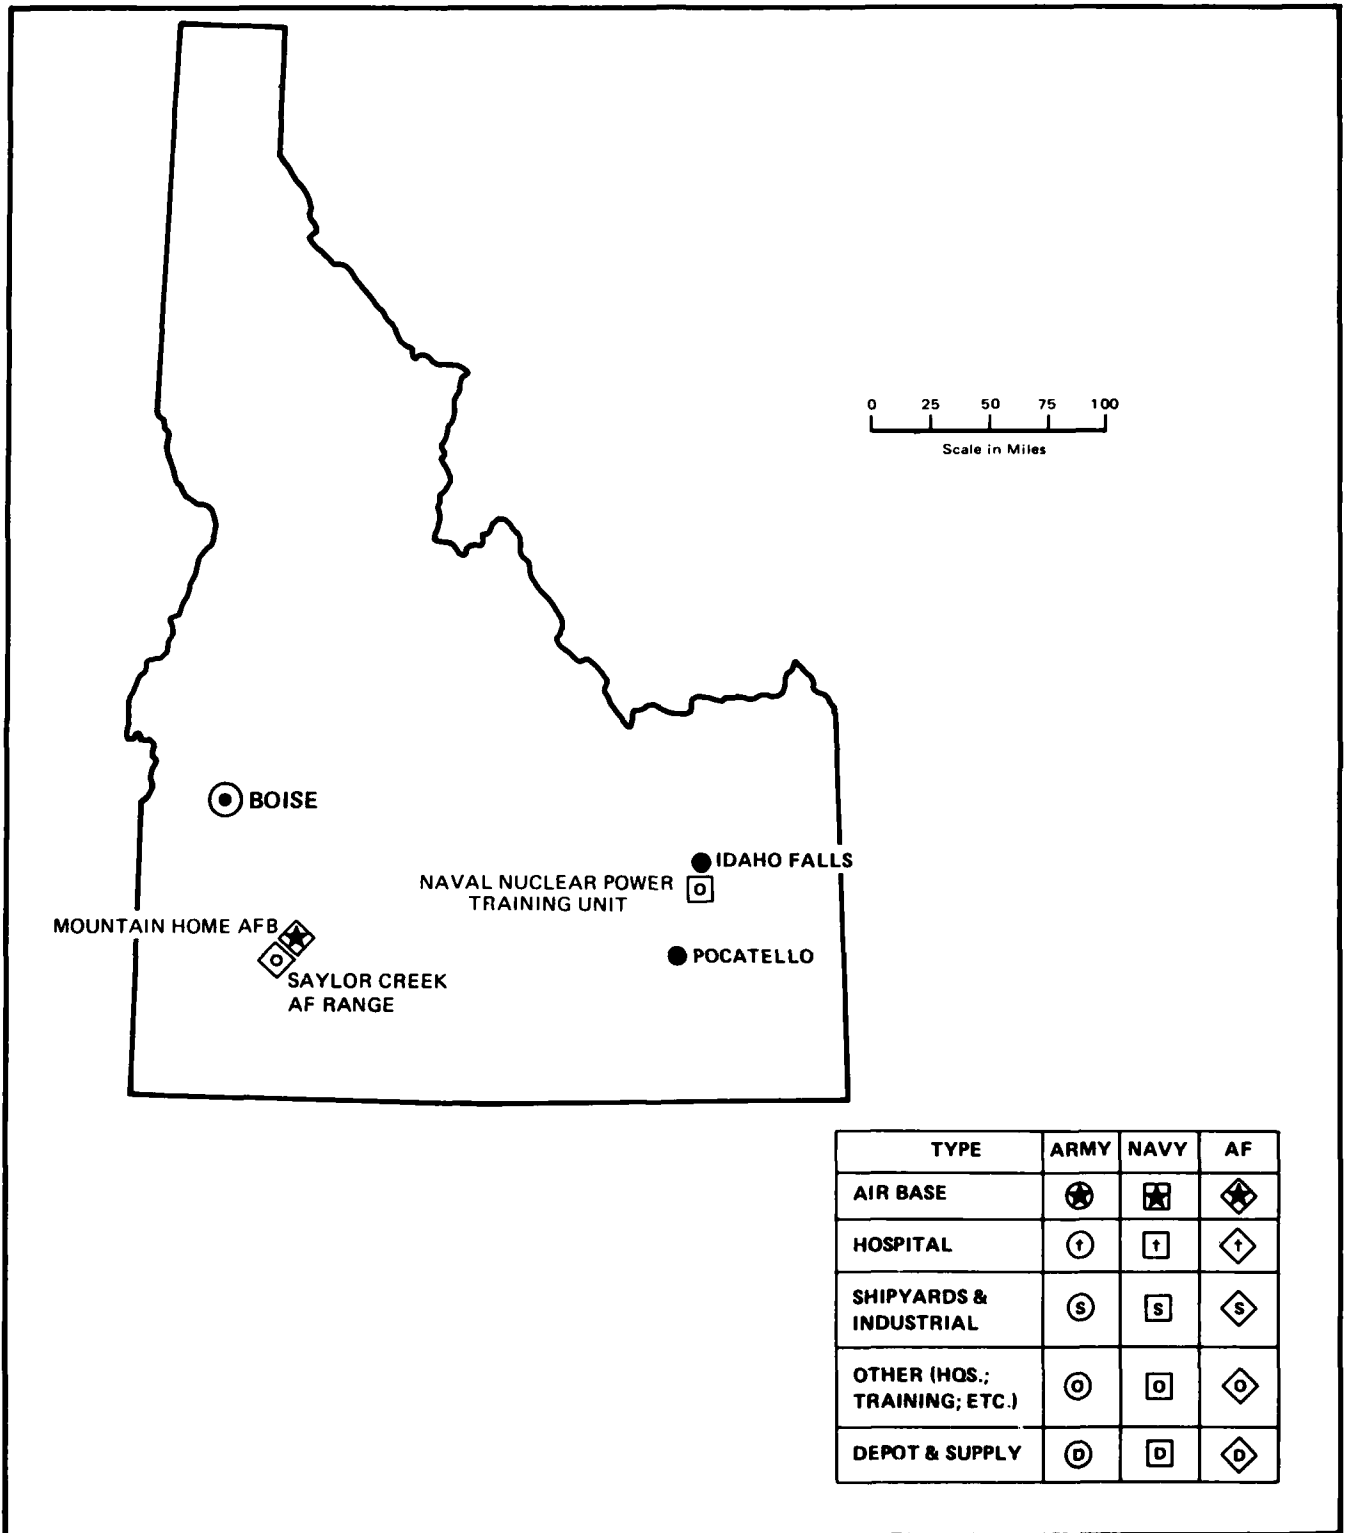 0 25 50 75 100
Scale in Miles
BOISE
IDAHO FALLS
NAVAL NUCLEAR POWER
TRAINING UNIT
O
MOUNTAIN HOME AFB
O
POCATELLO
SAYLOR CREEK
AF RANGE
TYPE ARMY NAVY AF
AIR BASE
HOSPITAL † † †
SHIPYARDS &
INDUSTRIAL S S S
OTHER (HOS.;
TRAINING; ETC.) O O O
DEPOT & SUPPLY D D D